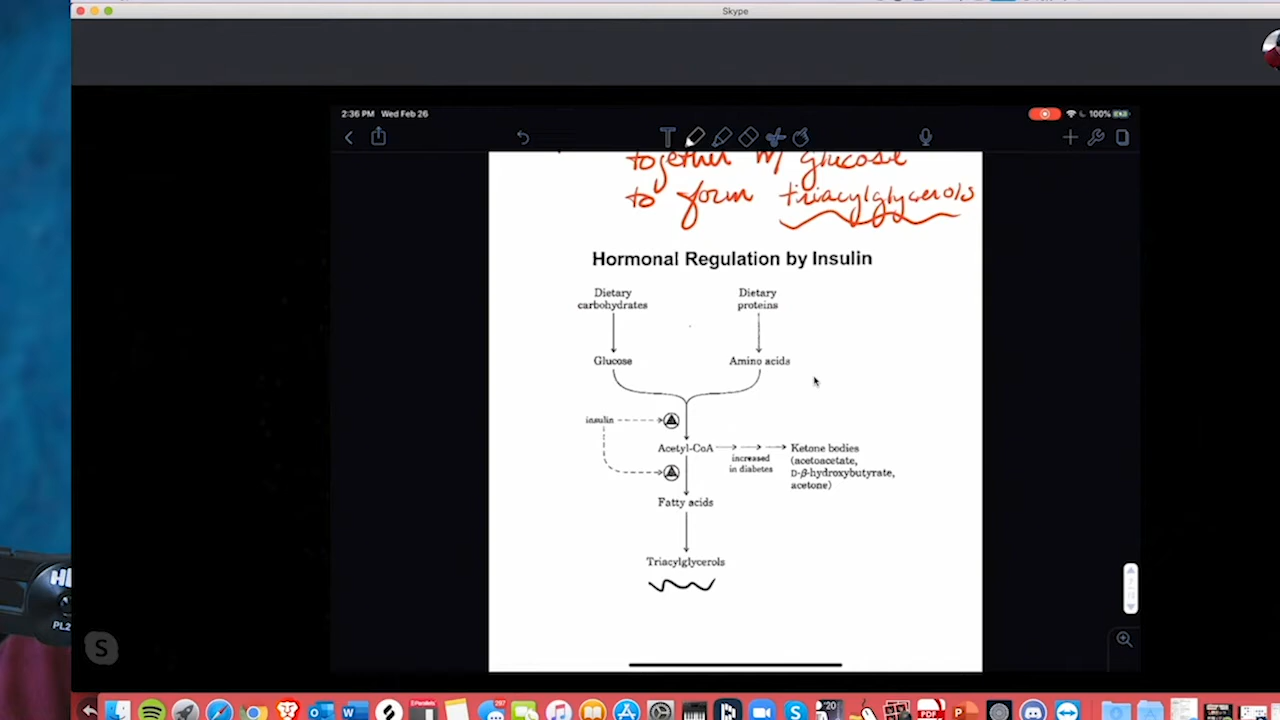 Skype
2:36 PM Wed Feb 26
100%
together w/ glucose
to form triacylglycerols
Hormonal Regulation by Insulin
Dietary
carbohydrates
Dietary
proteins
Glucose
Amino acids
insulin
Acetyl-CoA
increased
in diabetes
Ketone bodies
(acetoacetate,
D-β-hydroxybutyrate,
acetone)
Fatty acids
Triacylglycerols
PL2